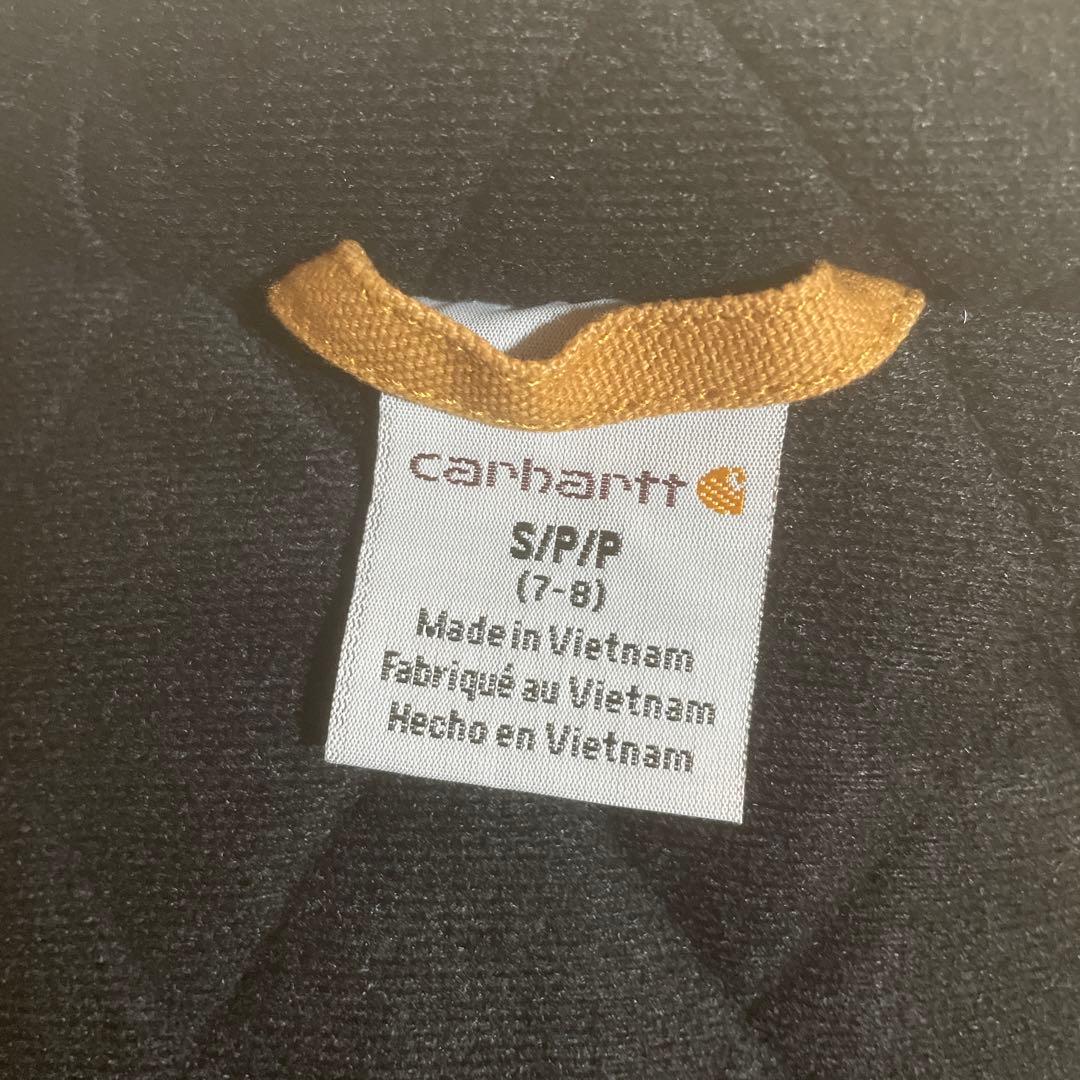 carhartt
S/P/P
(7-8)
Made in Vietnam
Fabriqué au Vietnam
Hecho en Vietnam